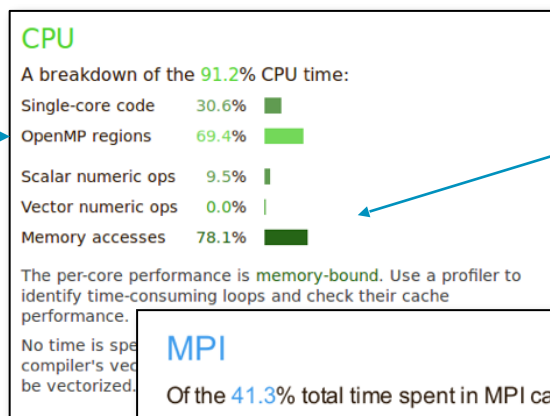 CPU
A breakdown of the 91.2% CPU time:
Single-core code 30.6%
OpenMP regions 69.4%
Scalar numeric ops 9.5%
Vector numeric ops 0.0%
Memory accesses 78.1%
The per-core performance is memory-bound. Use a profiler to
identify time-consuming loops and check their cache
performance.
No time is
compiler's
be vectorized.
MPI
Of the 41.3% total time spent in MPI